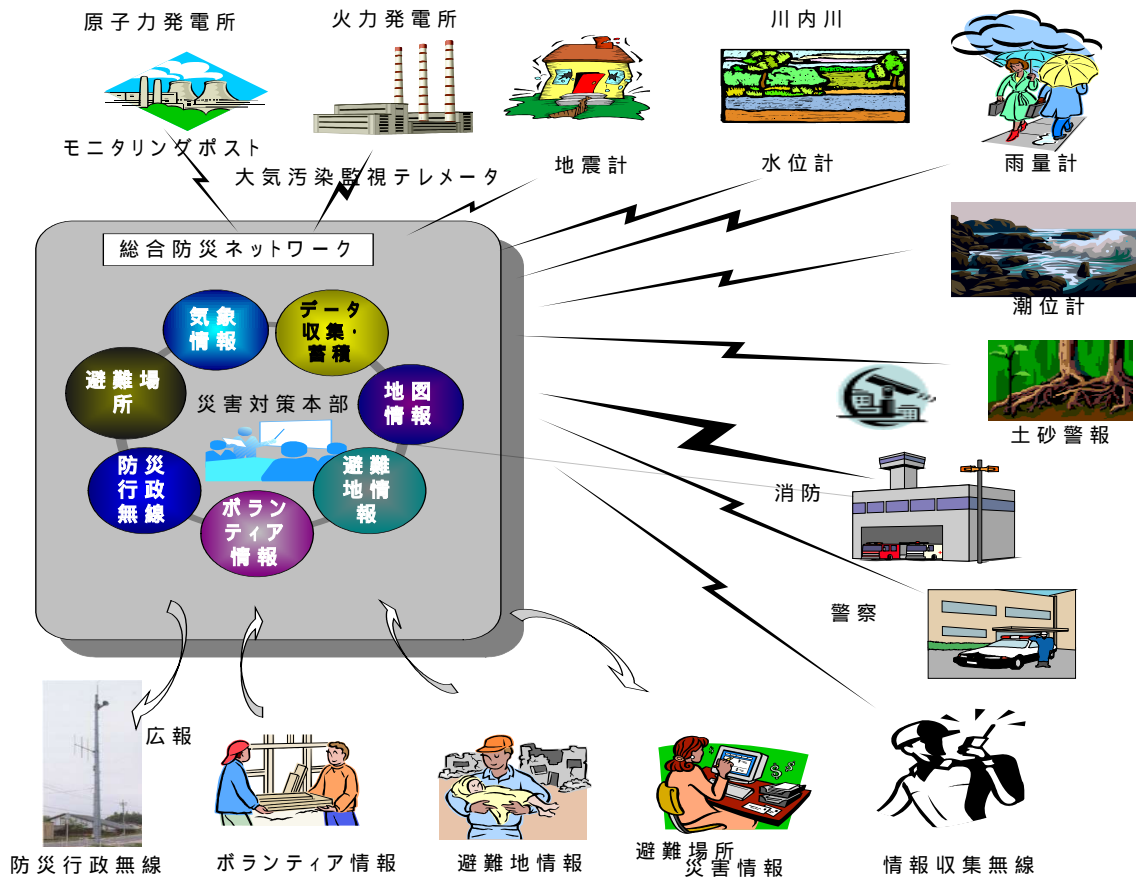 原子力発電所
火力発電所
川内川
モニタリングポスト
大気汚染監視テレメータ
地震計
水位計
雨量計
総合防災ネットワーク
気象
情報
データ
収集・
蓄積
避難場
所
災害対策本部
地図
情報
防災
行政
無線
避難
地情
報
ボラン
ティア
情報
潮位計
土砂警報
消防
警察
広報
防災行政無線
ボランティア情報
避難地情報
避難場所
災害情報
情報収集無線